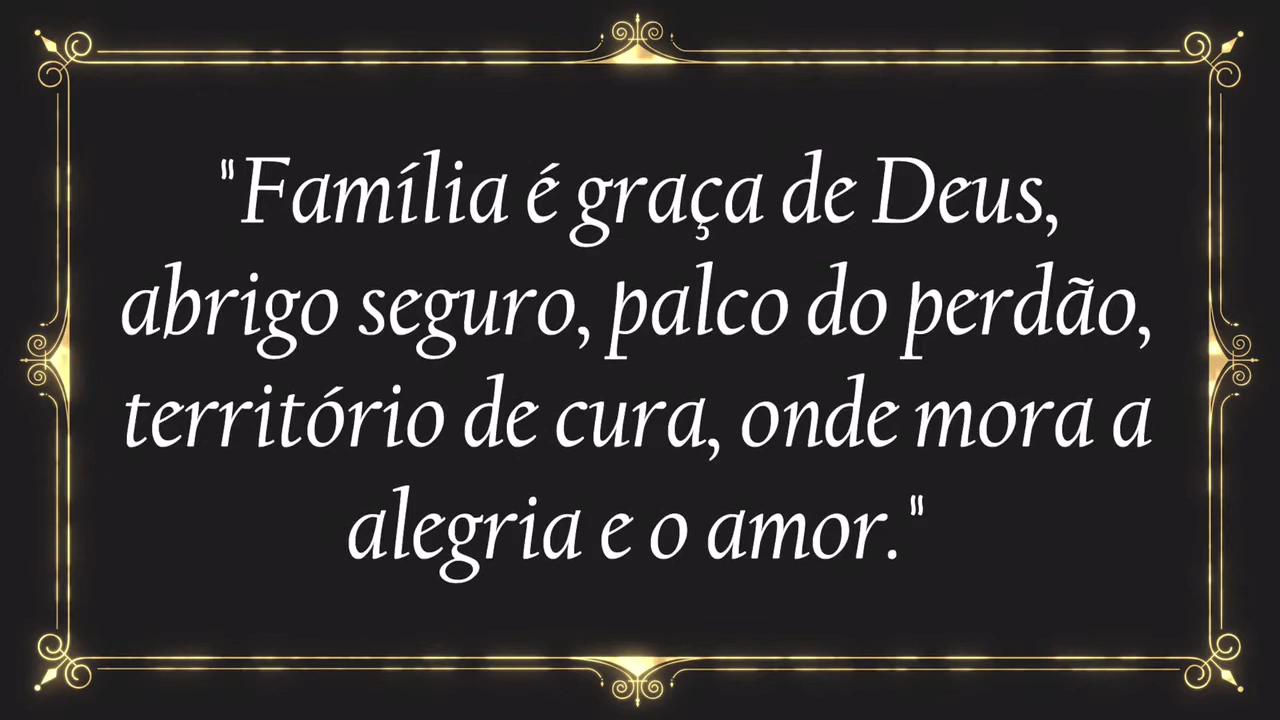 "Família é graça de Deus,
abrigo seguro, palco do perdão,
território de cura, onde mora a
alegria e o amor."